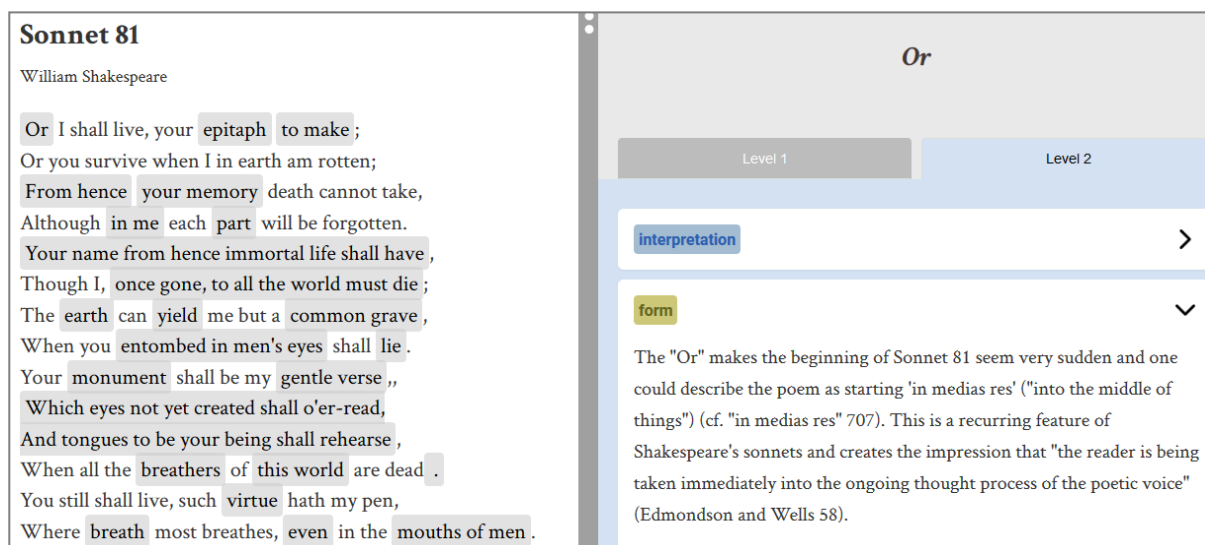 Sonnet 81
William Shakespeare
Or I shall live, your epitaph to make;
Or you survive when I in earth am rotten;
From hence your memory death cannot take,
Although in me each part will be forgotten.
Your name from hence immortal life shall have,
Though I, once gone, to all the world must die;
The earth can yield me but a common grave,
When you entombed in men's eyes shall lie.
Your monument shall be my gentle verse,,
Which eyes not yet created shall o'er-read,
And tongues to be your being shall rehearse,
When all the breathers of this world are dead .
You still shall live, such virtue hath my pen,
Where breath most breathes, even in the mouths of men.
Or
Level 1
Level 2
interpretation
form
The "Or" makes the beginning of Sonnet 81 seem very sudden and one
could describe the poem as starting 'in medias res' ("into the middle of
things") (cf. "in medias res" 707). This is a recurring feature of
Shakespeare's sonnets and creates the impression that "the reader is being
taken immediately into the ongoing thought process of the poetic voice"
(Edmondson and Wells 58).